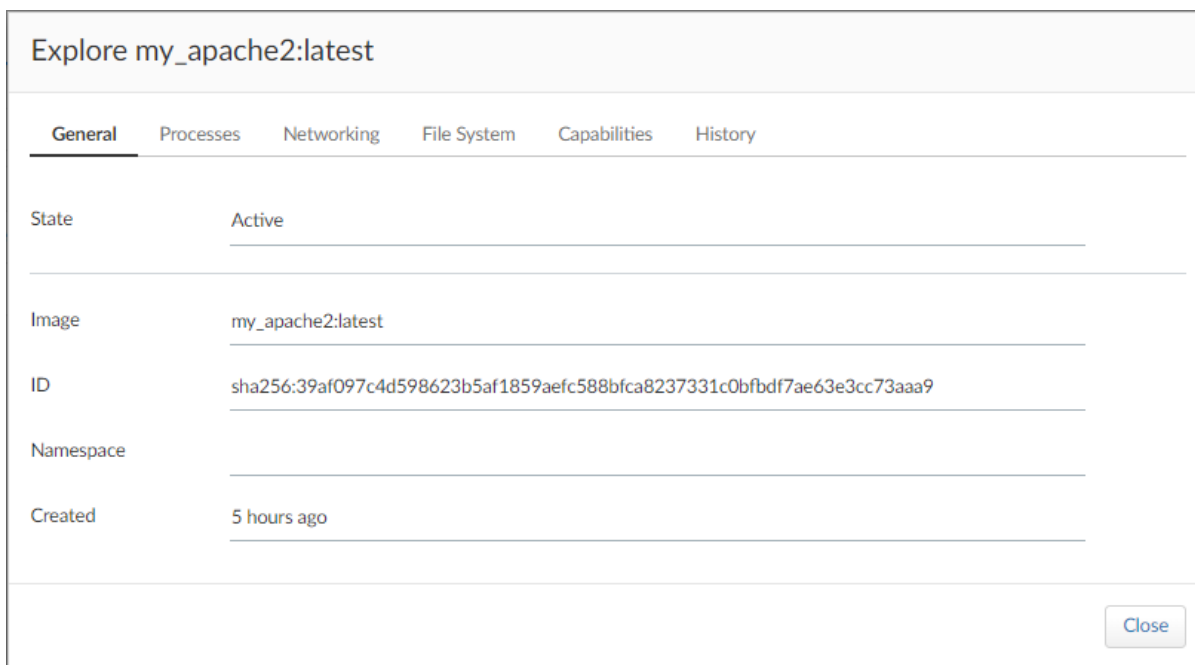 Explore my_apache2:latest
General Processes Networking File System Capabilities History
State Active
Image my_apache2:latest
ID sha256:39af097c4d598623b5af1859aefc588bfca8237331c0bfbdf7ae63e3cc73aaa9
Namespace
Created 5 hours ago
Close